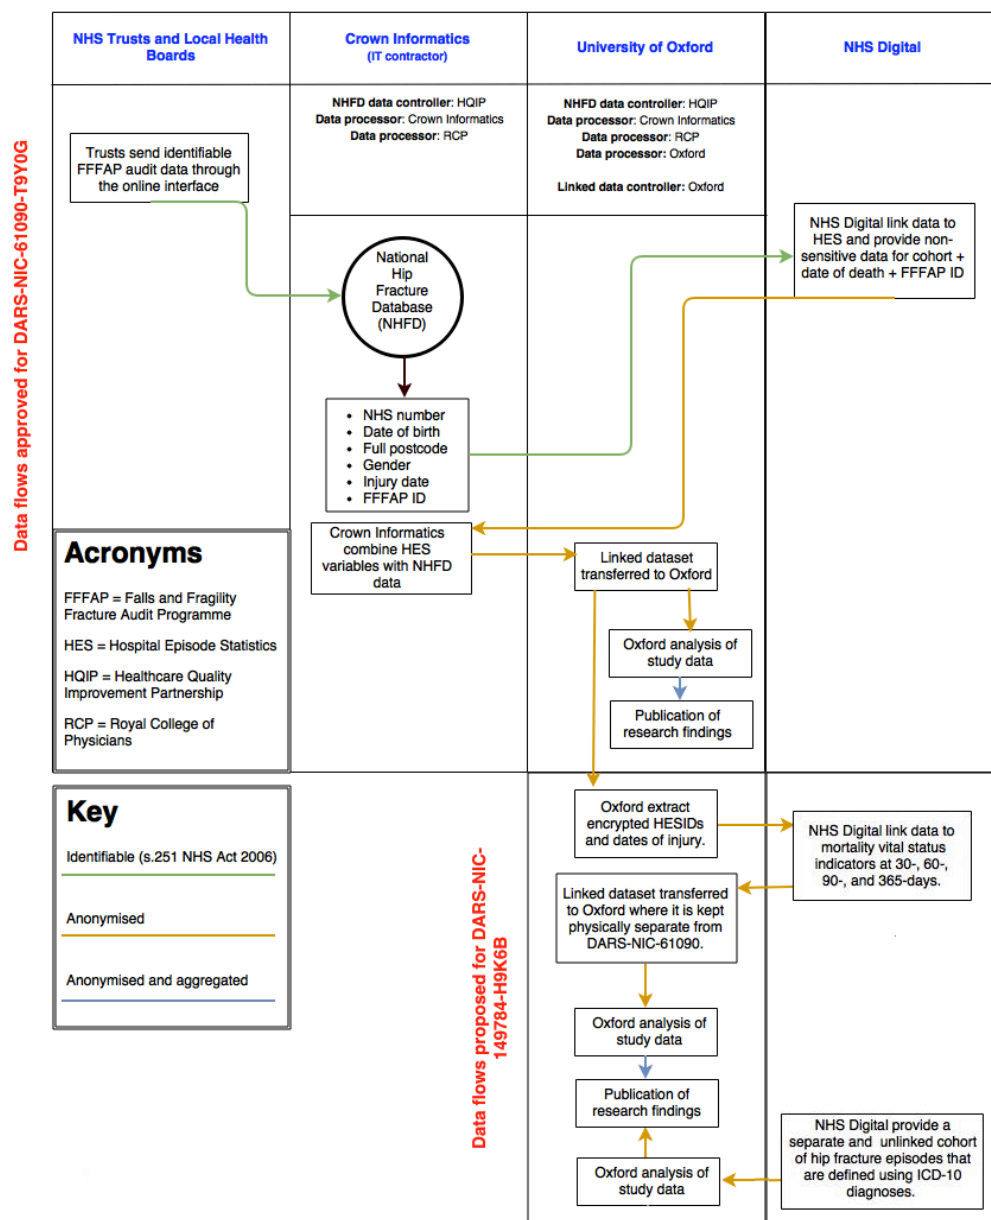 NHS Trusts and Local Health
Boards
Crown Informatics
(IT contractor)
University of Oxford
NHS Digital
NHFD data controller: HQIP
Data processor: Crown Informatics
Data processor: RCP
NHFD data controller: HQIP
Data processor: Crown Informatics
Data processor: RCP
Data processor: Oxford
Linked data controller: Oxford
Data flows approved for DARS-NIC-61090-T9Y0G
Trusts send identifiable
FFFAP audit data through
the online interface
National
Hip
Fracture
Database
(NHFD)
NHS Digital link data to
HES and provide non-
sensitive data for cohort +
date of death + FFFAP ID
• NHS number
• Date of birth
• Full postcode
• Gender
• Injury date
• FFFAP ID
Crown Informatics
combine HES
variables with NHFD
data
Linked dataset
transferred to Oxford
Oxford analysis of
study data
Publication of
research findings
Acronyms
FFFAP = Falls and Fragility
Fracture Audit Programme
HES = Hospital Episode Statistics
HQIP = Healthcare Quality
Improvement Partnership
RCP = Royal College of
Physicians
Key
Identifiable (s.251 NHS Act 2006)
Anonymised
Anonymised and aggregated
Data flows proposed for DARS-NIC-
149784-H9K6B
Oxford extract
encrypted HESIDs
and dates of injury.
NHS Digital link data to
mortality vital status
indicators at 30-, 60-,
90-, and 365-days.
Linked dataset transferred
to Oxford where it is kept
physically separate from
DARS-NIC-61090.
Oxford analysis of
study data
Publication of
research findings
Oxford analysis of
study data
NHS Digital provide a
separate and unlinked cohort
of hip fracture episodes that
are defined using ICD-10
diagnoses.